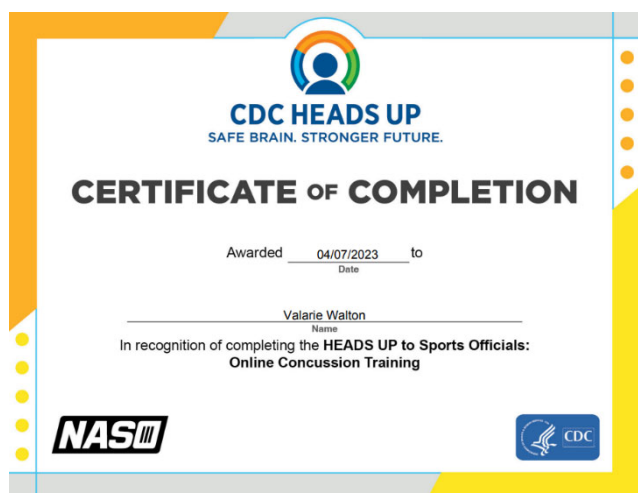 CDC HEADS UP
SAFE BRAIN. STRONGER FUTURE.
CERTIFICATE OF COMPLETION
Awarded 04/07/2023 to
Date
Valarie Walton
Name
In recognition of completing the HEADS UP to Sports Officials:
Online Concussion Training
NASO
CDC